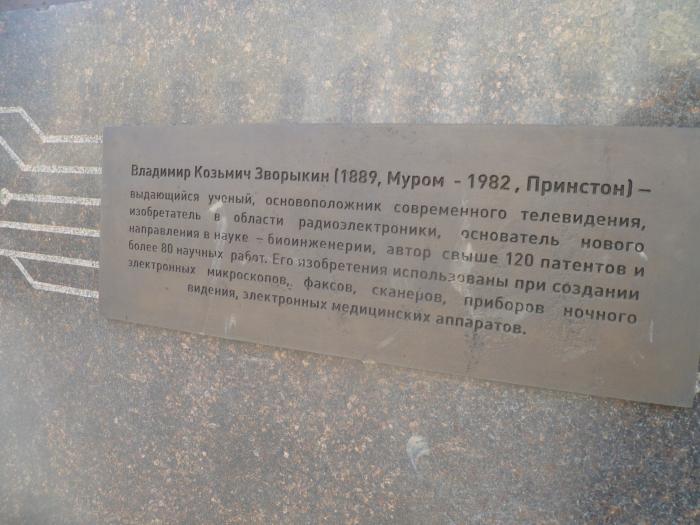 Владимир Козьмич Зворыкин (1889, Муром - 1982, Принстон) –
выдающийся ученый, основоположник современного телевидения,
изобретатель в области радиоэлектроники, основатель нового
направления в науке – биоинженерии, автор свыше 120 патентов и
более 80 научных работ. Его изобретения использованы при создании
электронных микроскопов, факсов, сканеров, приборов ночного
видения, электронных медицинских аппаратов.